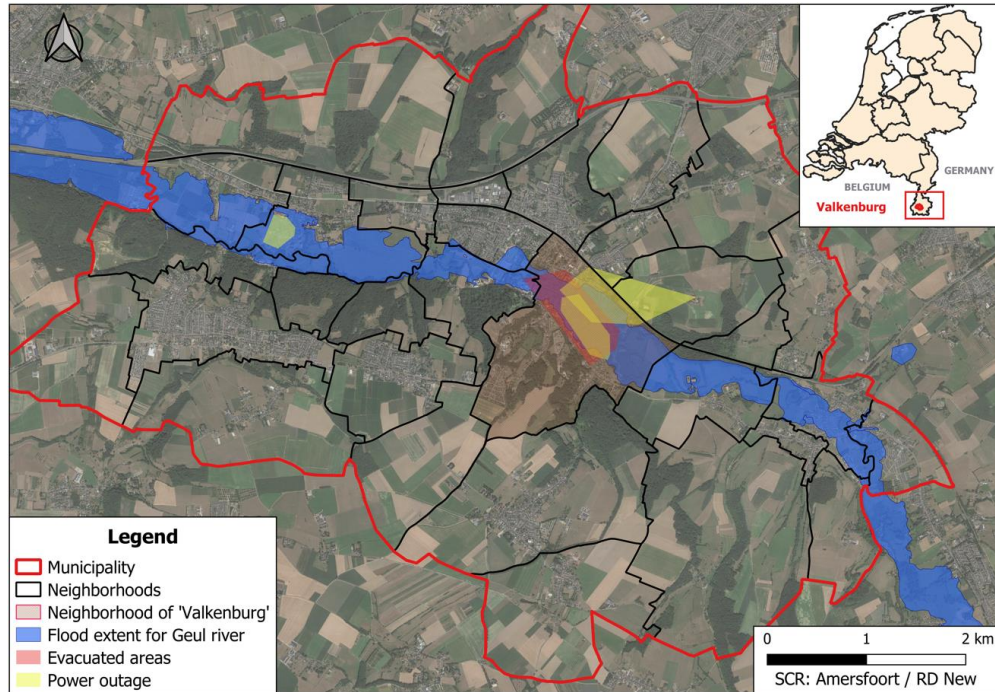 GERMANY
BELGIUM
Valkenburg
Legend
Municipality
Neighborhoods
Neighborhood of 'Valkenburg'
Flood extent for Geul river
Evacuated areas
Power outage
0 1 2 km
SCR: Amersfoort / RD New